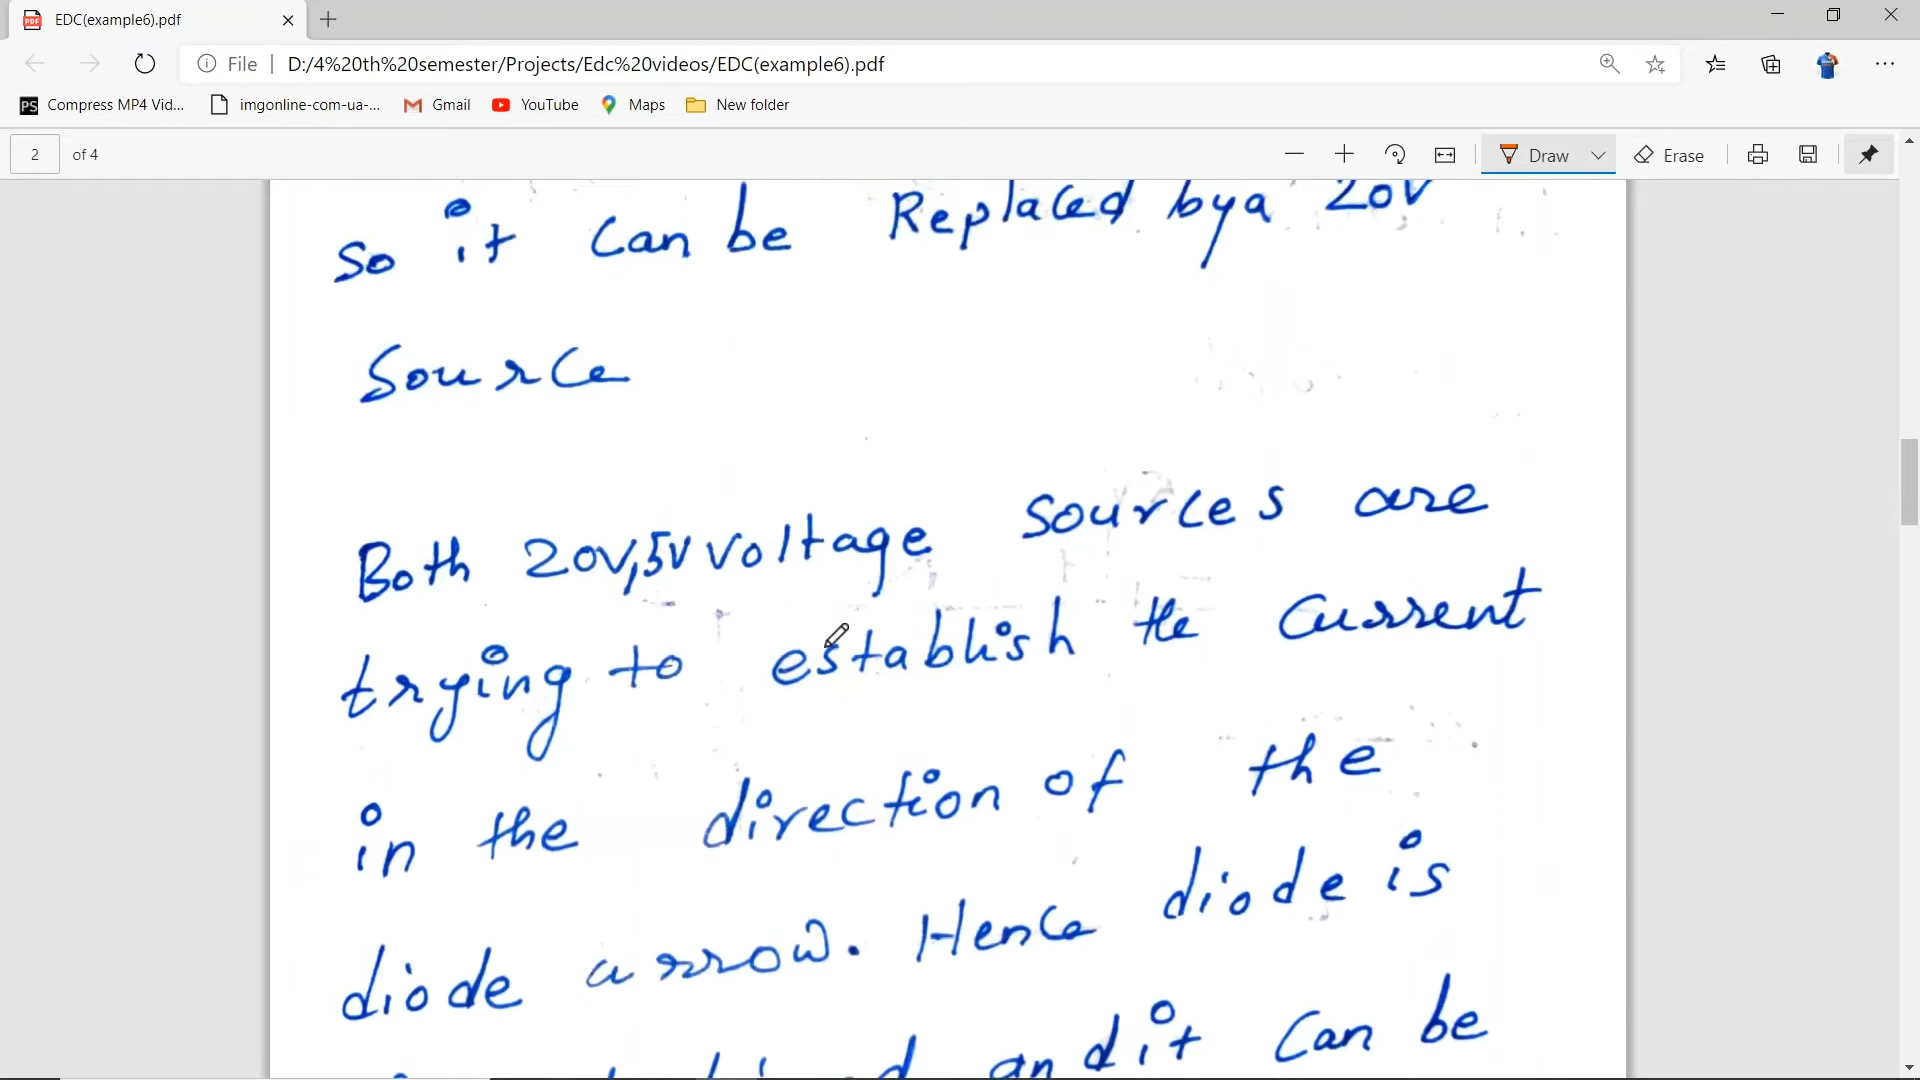 EDC(example6).pdf
File D:/4%20th%20semester/Projects/Edc%20videos/EDC(example6).pdf
Compress MP4 Vid... imgonline-com-ua-... Gmail YouTube Maps New folder
2 of 4 Draw Erase
So it Can be Replaced by a 20V
Source
Both 20V,5V voltage Sources are
trying to establish the Current
in the direction of the
diode arrow. Hence diode is
and it Can be